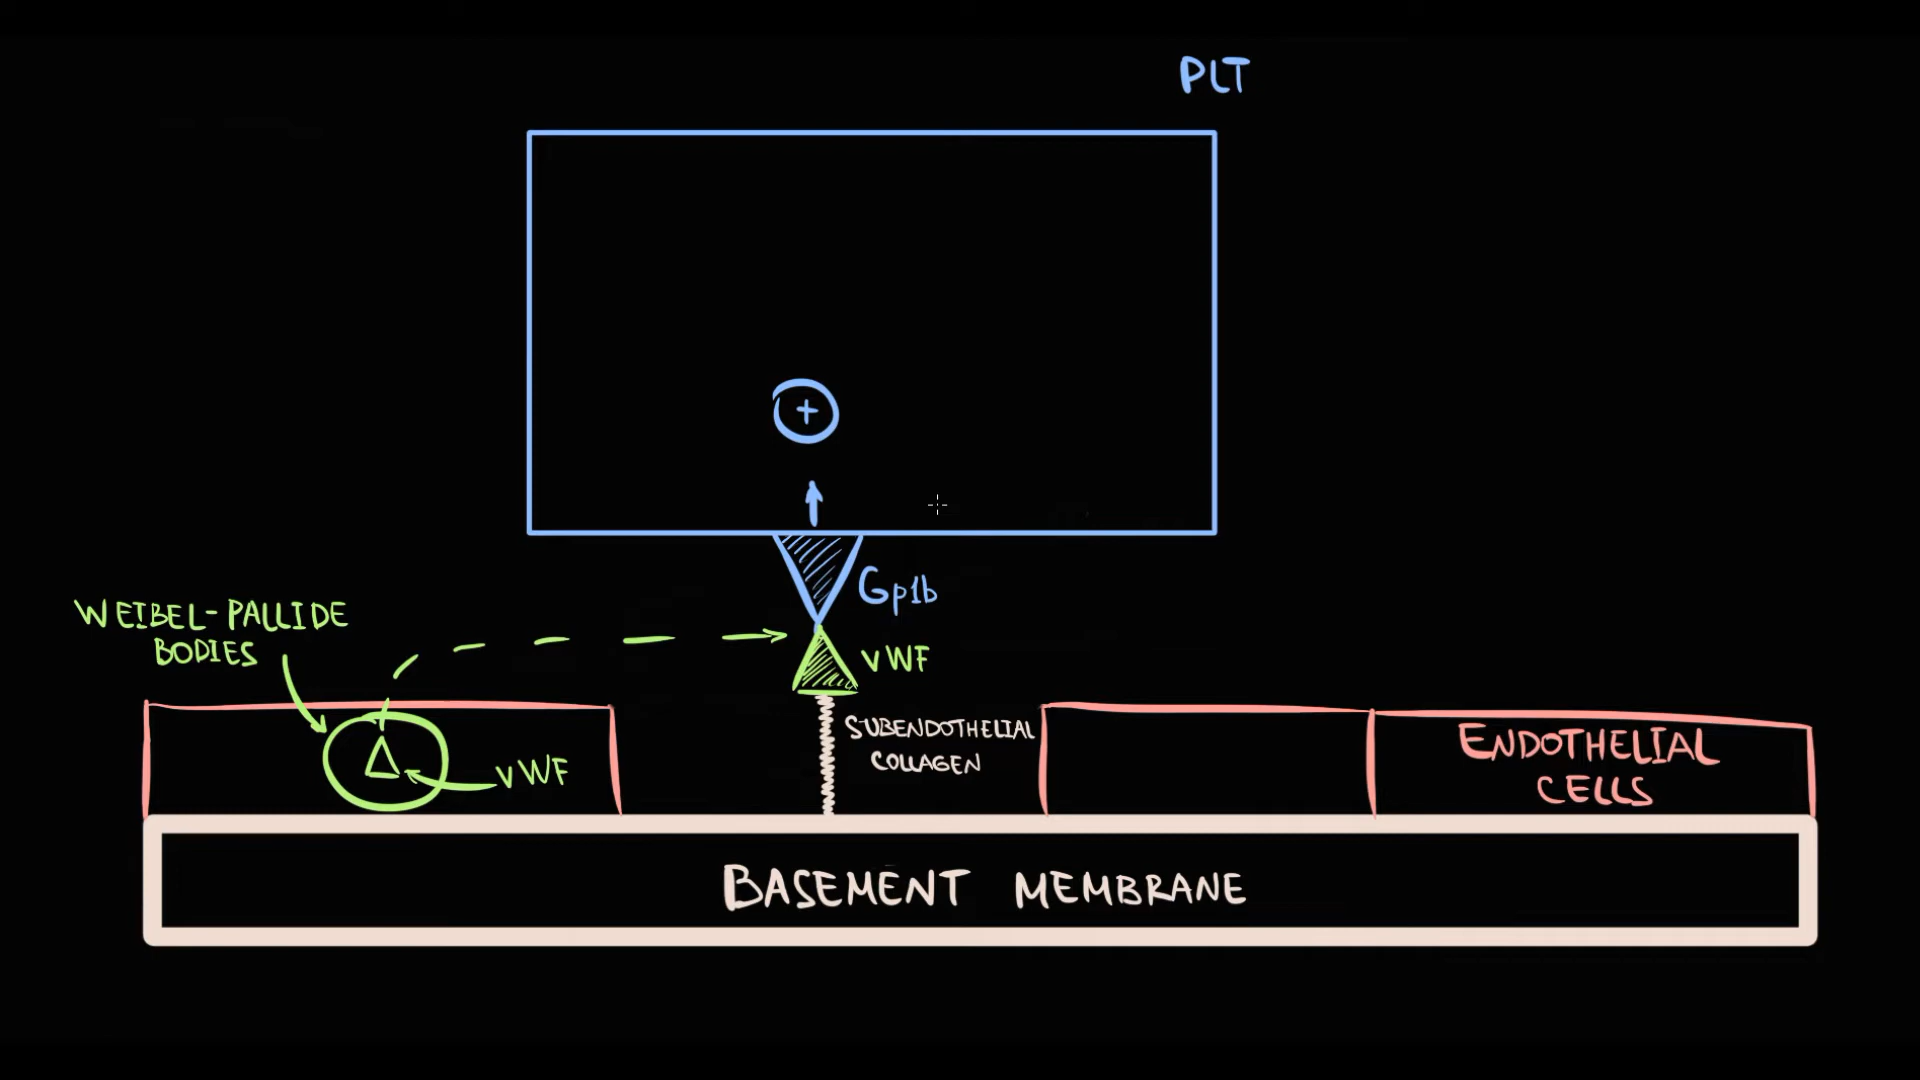 PLT
+
Gp1b
WEIBEL-PALLIDE
BODIES
vWF
SUBENDOTHELIAL
COLLAGEN
vWF
ENDOTHELIAL
CELLS
BASEMENT MEMBRANE